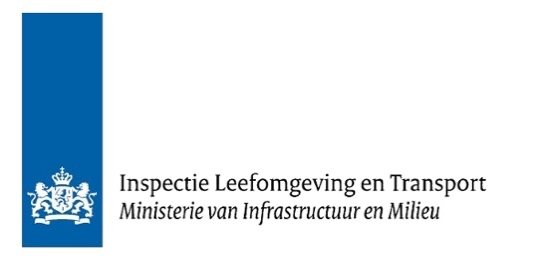 Inspectie Leefomgeving en Transport
Ministerie van Infrastructuur en Milieu